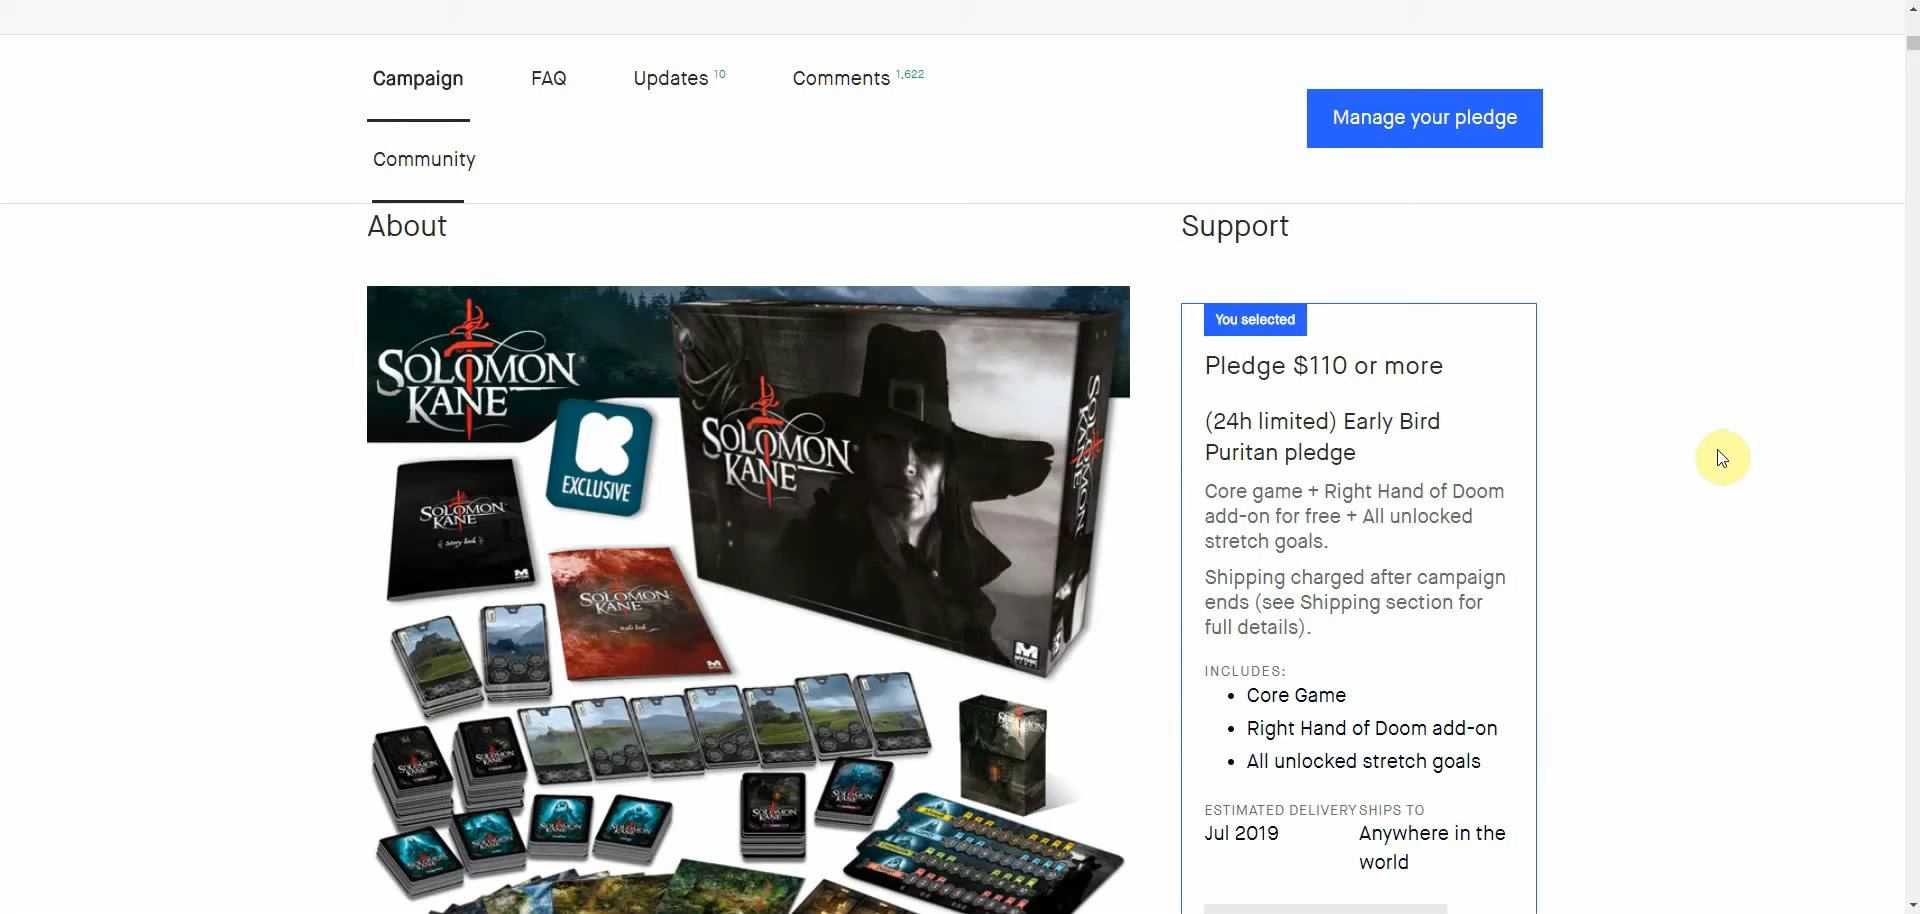 Campaign
FAQ
Updates 10
Comments 1,622
Manage your pledge
Community
About
Support
SOLOMON
KANE
EXCLUSIVE
SOLOMON
KANE
SOLOMON
KANE
SOLOMON
KANE
Story book
SOLOMON
KANE
MYTHIC
GAMES
You selected
Pledge $110 or more
(24h limited) Early Bird
Puritan pledge
Core game + Right Hand of Doom
add-on for free + All unlocked
stretch goals.
Shipping charged after campaign
ends (see Shipping section for
full details).
INCLUDES:
• Core Game
• Right Hand of Doom add-on
• All unlocked stretch goals
ESTIMATED DELIVERY
Jul 2019
SHIPS TO
Anywhere in the
world